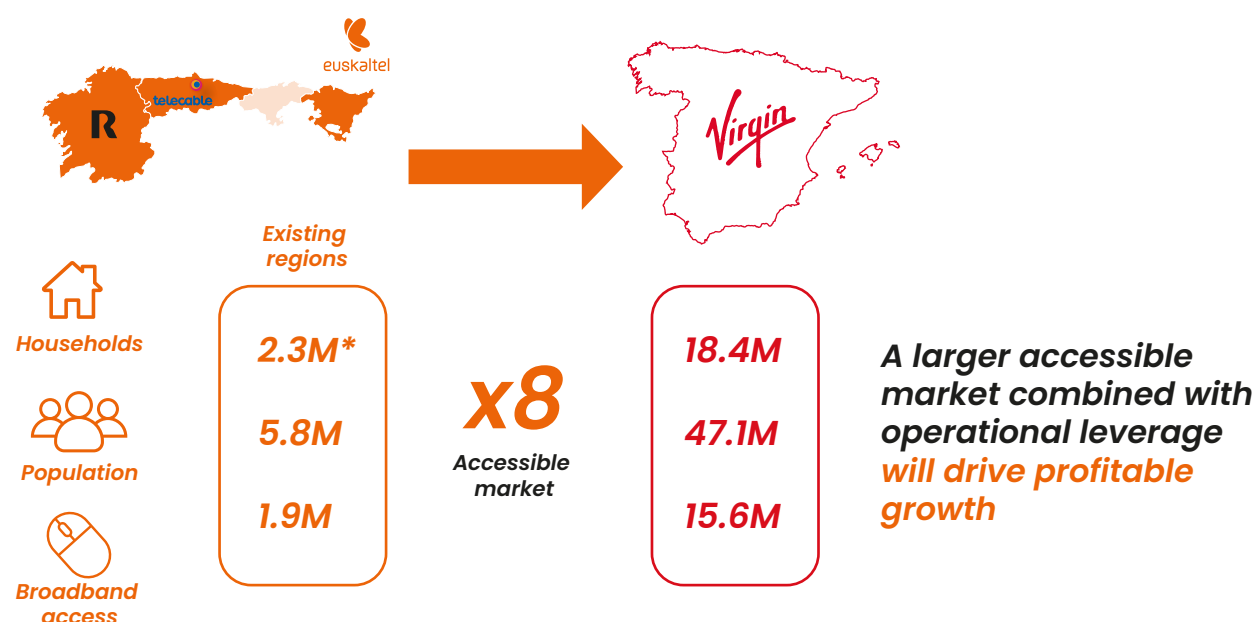 euskaltel
telecable
R
Virgin
Existing
regions
Households
2.3M*
18.4M
Population
5.8M
47.1M
Broadband
access
1.9M
15.6M
x8
Accessible
market
A larger accessible
market combined with
operational leverage
will drive profitable
growth